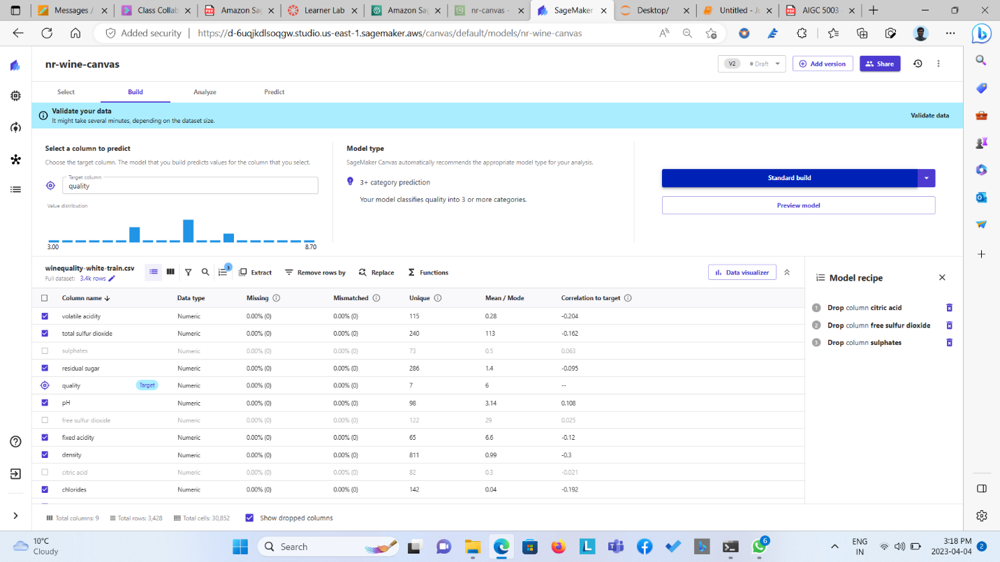 Messages /
Class Collab
Amazon Sag
Learner Lab
Amazon Sag
nr-canvas -
SageMaker
Desktop/
Untitled - Ju
AIGC 5003 -
Added security
https://d-6uqjkdlsoqgw.studio.us-east-1.sagemaker.aws/canvas/default/models/nr-wine-canvas
nr-wine-canvas
V2 Draft
Add version
Share
Select
Build
Analyze
Predict
Validate your data
It might take several minutes, depending on the dataset size.
Validate data
Select a column to predict
Choose the target column. The model that you build predicts values for the column that you select.
Target column
quality
Value distribution
3.00 8.70
Model type
SageMaker Canvas automatically recommends the appropriate model type for your analysis.
3+ category prediction
Your model classifies quality into 3 or more categories.
Standard build
Preview model
winequality-white-train.csv
Full dataset: 3.4k rows
3
Extract
Remove rows by
Replace
Functions
Data visualizer
Column name Data type Missing Mismatched Unique Mean / Mode Correlation to target
volatile acidity Numeric 0.00% (0) 0.00% (0) 115 0.28 -0.204
total sulfur dioxide Numeric 0.00% (0) 0.00% (0) 240 113 -0.162
sulphates Numeric 0.00% (0) 0.00% (0) 73 0.5 0.063
residual sugar Numeric 0.00% (0) 0.00% (0) 286 1.4 -0.095
quality Target Numeric 0.00% (0) 0.00% (0) 7 6 --
pH Numeric 0.00% (0) 0.00% (0) 98 3.14 0.108
free sulfur dioxide Numeric 0.00% (0) 0.00% (0) 122 29 0.025
fixed acidity Numeric 0.00% (0) 0.00% (0) 65 6.6 -0.12
density Numeric 0.00% (0) 0.00% (0) 811 0.99 -0.3
citric acid Numeric 0.00% (0) 0.00% (0) 82 0.3 -0.021
chlorides Numeric 0.00% (0) 0.00% (0) 142 0.04 -0.192
Model recipe
1 Drop column citric acid
2 Drop column free sulfur dioxide
3 Drop column sulphates
Total columns: 9 Total rows: 3,428 Total cells: 30,852
Show dropped columns
10°C
Cloudy
Search
6
ENG
IN
3:18 PM
2023-04-04
2